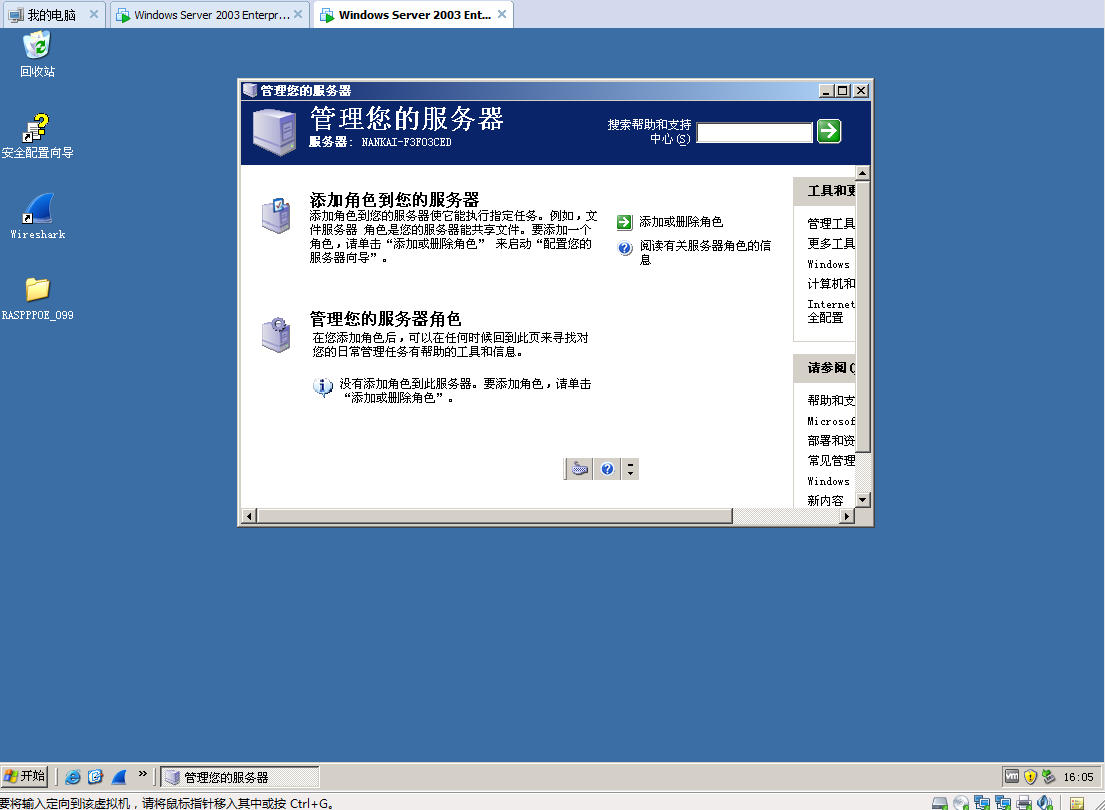 我的电脑
Windows Server 2003 Enterpr...
Windows Server 2003 Ent...
回收站
安全配置向导
Wireshark
RASPPPOE_099
管理您的服务器
管理您的服务器
服务器: NANKAI-F3F03CED
搜索帮助和支持
中心(S)
添加角色到您的服务器
添加角色到您的服务器使它能执行指定任务。例如,文
件服务器 角色是您的服务器能共享文件。要添加一个
角色,请单击“添加或删除角色” 来启动“配置您的
服务器向导”。
添加或删除角色
阅读有关服务器角色的信
息
管理您的服务器角色
在您添加角色后,可以在任何时候回到此页来寻找对
您的日常管理任务有帮助的工具和信息。
没有添加角色到此服务器。要添加角色,请单击
“添加或删除角色”。
工具和更
管理工具
更多工具
Windows
计算机和
Internet
全配置
请参阅(
帮助和支
Microsof
部署和资
常见管理
Windows
新内容
开始
»
管理您的服务器
vm
16:05
要将输入定向到该虚拟机,请将鼠标指针移入其中或按 Ctrl+G。